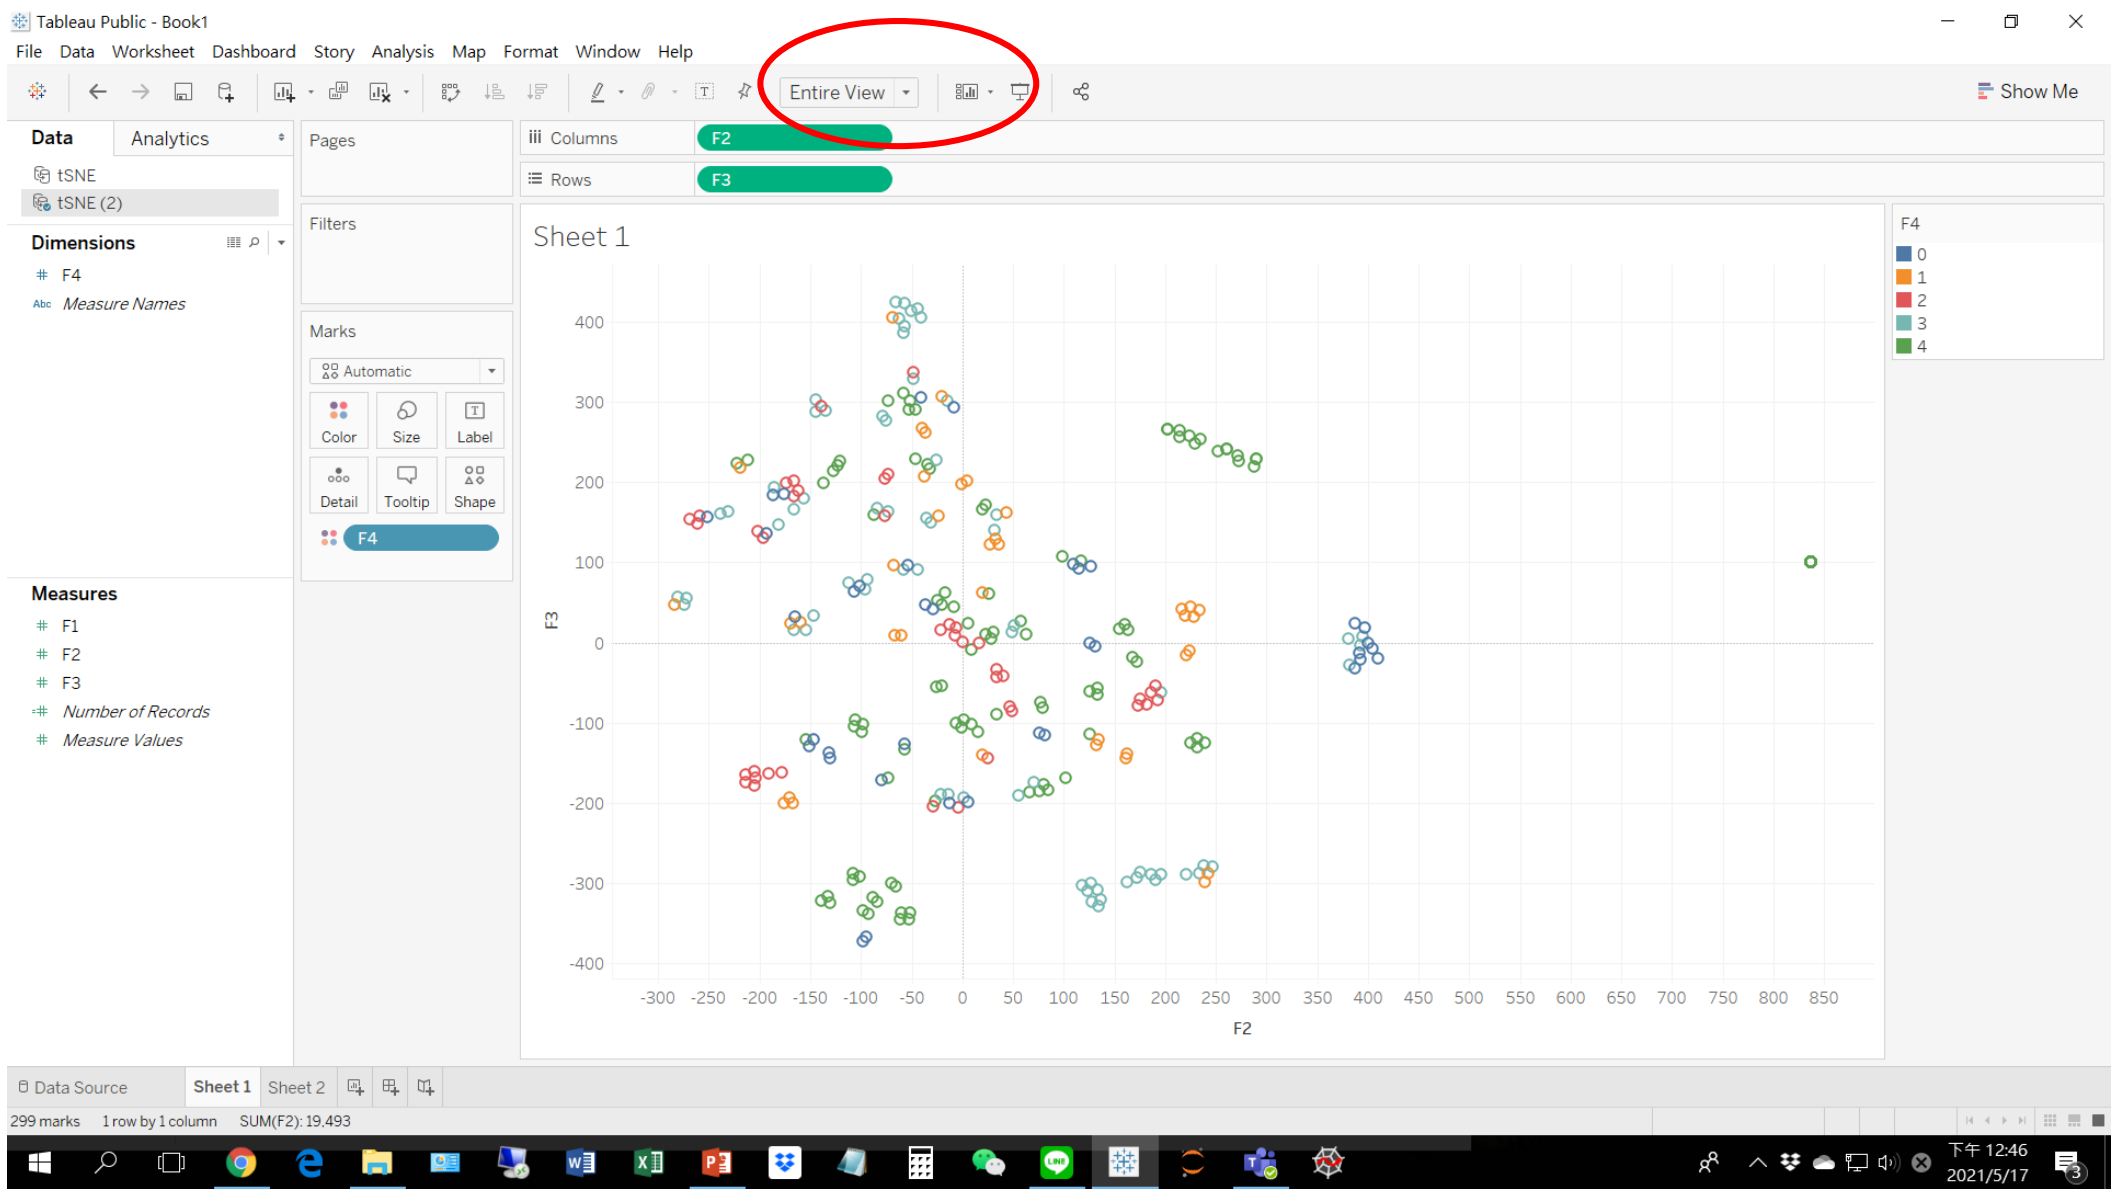 Tableau Public - Book1
File Data Worksheet Dashboard Story Analysis Map Format Window Help
Entire View
Show Me
Data Analytics
tSNE
tSNE (2)
Dimensions
F4
Abc Measure Names
Measures
F1
F2
F3
Number of Records
Measure Values
Pages
Filters
Marks
Automatic
Color Size Label
Detail Tooltip Shape
F4
Columns F2
Rows F3
Sheet 1
400
300
200
100
0
-100
-200
-300
-400
F3
-300 -250 -200 -150 -100 -50 0 50 100 150 200 250 300 350 400 450 500 550 600 650 700 750 800 850
F2
F4
0
1
2
3
4
Data Source Sheet 1 Sheet 2
299 marks 1 row by 1 column SUM(F2): 19,493
下午 12:46
2021/5/17
3